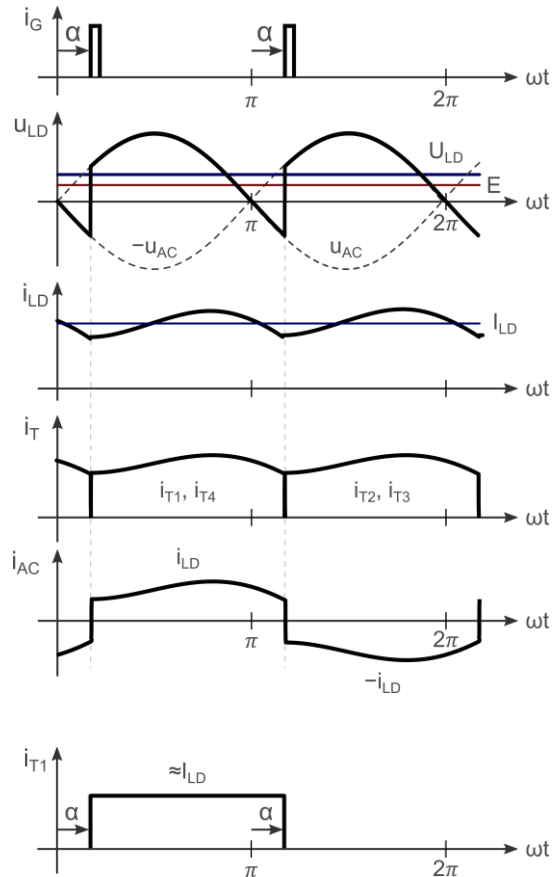 i_G
α α
π 2π ωt
u_LD
U_LD
E
ωt
−u_AC π u_AC 2π
i_LD
I_LD
ωt
i_T
i_T1, i_T4 i_T2, i_T3
ωt
i_AC i_LD
ωt
π 2π
−i_LD
i_T1 ≈I_LD
α α
ωt
π 2π